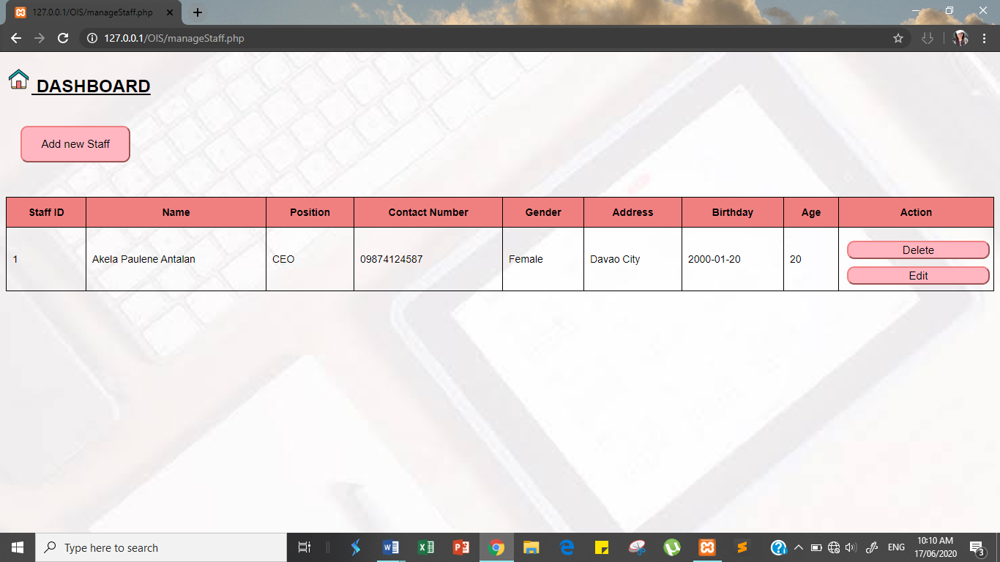 127.0.0.1/OIS/manageStaff.php
127.0.0.1/OIS/manageStaff.php
DASHBOARD
Add new Staff
Staff ID Name Position Contact Number Gender Address Birthday Age Action
1 Akela Paulene Antalan CEO 09874124587 Female Davao City 2000-01-20 20 Delete
Edit
Type here to search
ENG
10:10 AM
17/06/2020
3